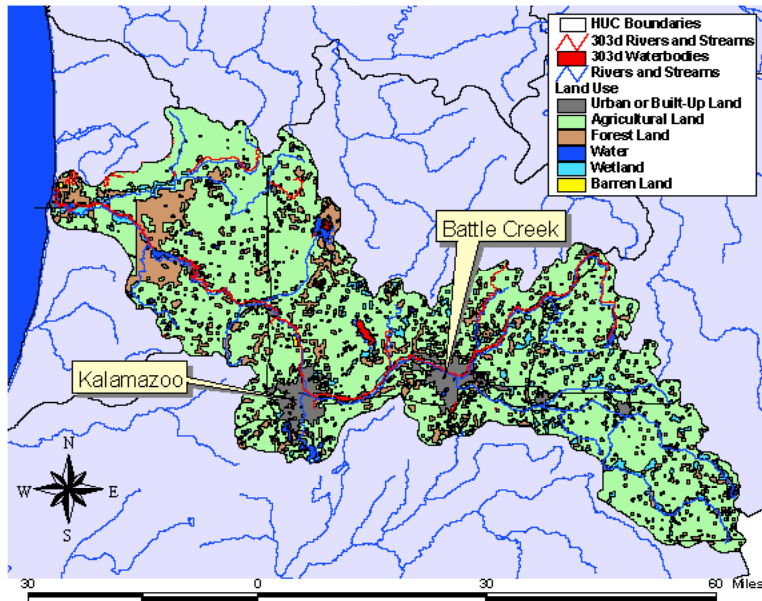 HUC Boundaries
303d Rivers and Streams
303d Waterbodies
Rivers and Streams
Land Use
Urban or Built-Up Land
Agricultural Land
Forest Land
Water
Wetland
Barren Land
Battle Creek
Kalamazoo
N
W E
S
30 0 30 60 Miles